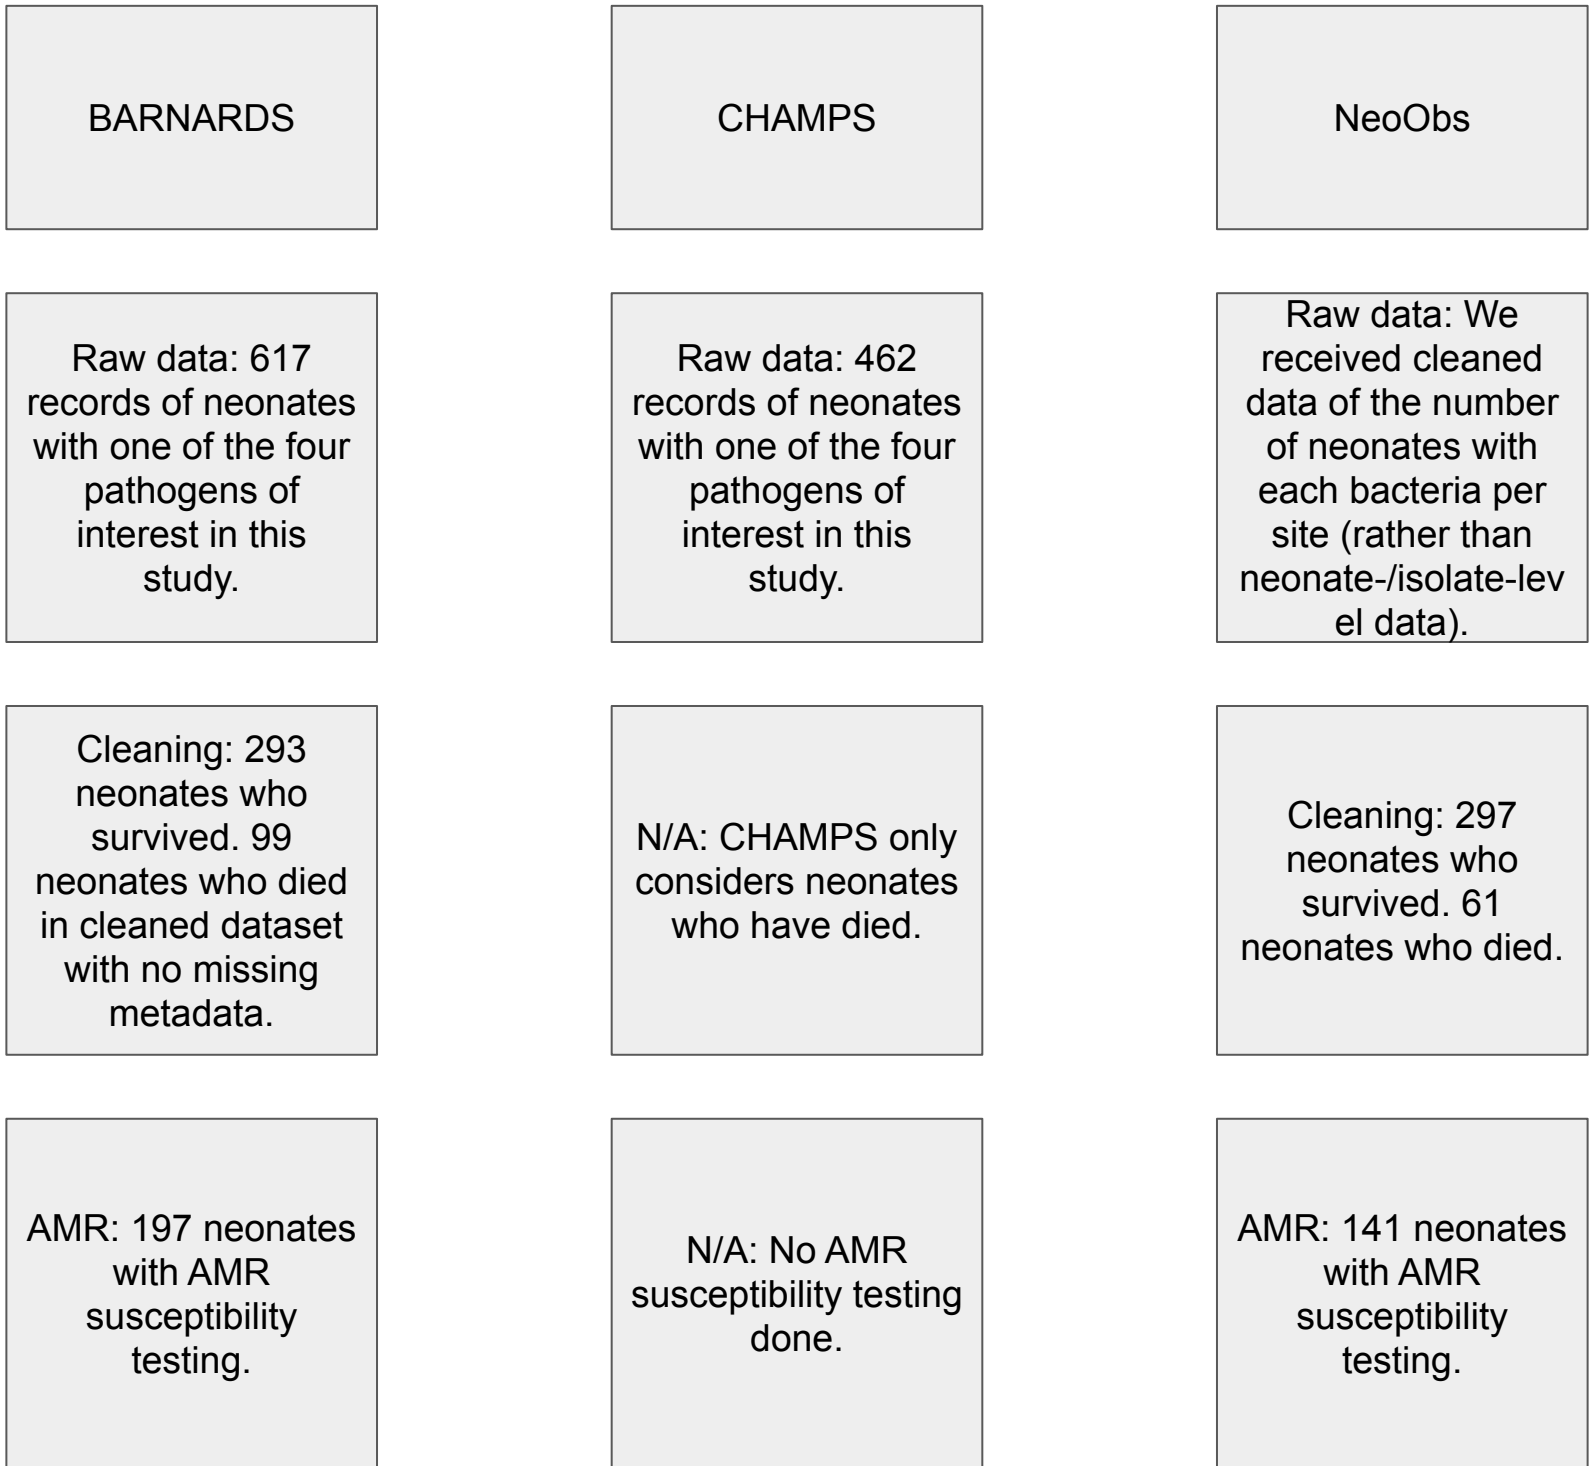 BARNARDS
CHAMPS
NeoObs
Raw data: 617
records of neonates
with one of the four
pathogens of
interest in this
study.
Raw data: 462
records of neonates
with one of the four
pathogens of
interest in this
study.
Raw data: We
received cleaned
data of the number
of neonates with
each bacteria per
site (rather than
neonate-/isolate-lev
el data).
Cleaning: 293
neonates who
survived. 99
neonates who died
in cleaned dataset
with no missing
metadata.
N/A: CHAMPS only
considers neonates
who have died.
Cleaning: 297
neonates who
survived. 61
neonates who died.
AMR: 197 neonates
with AMR
susceptibility
testing.
N/A: No AMR
susceptibility testing
done.
AMR: 141 neonates
with AMR
susceptibility
testing.